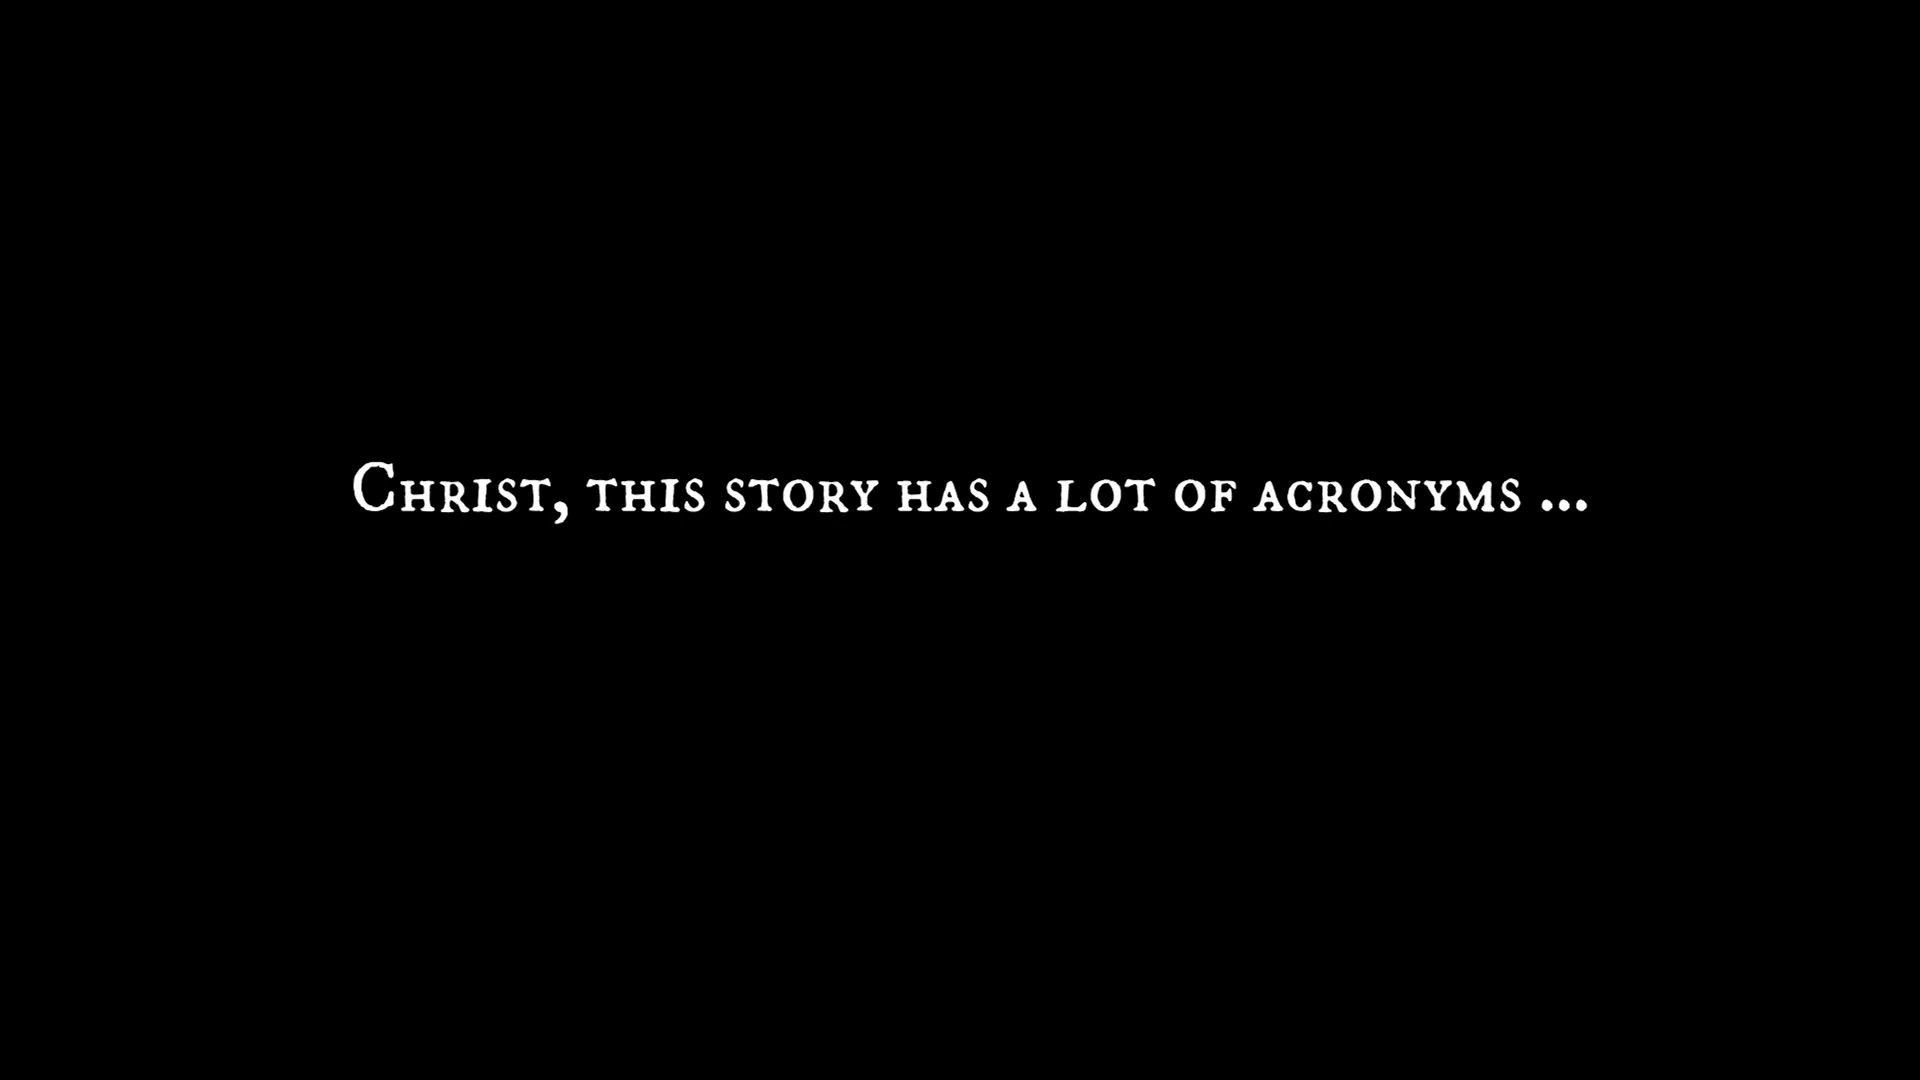 Christ, this story has a lot of acronyms ...